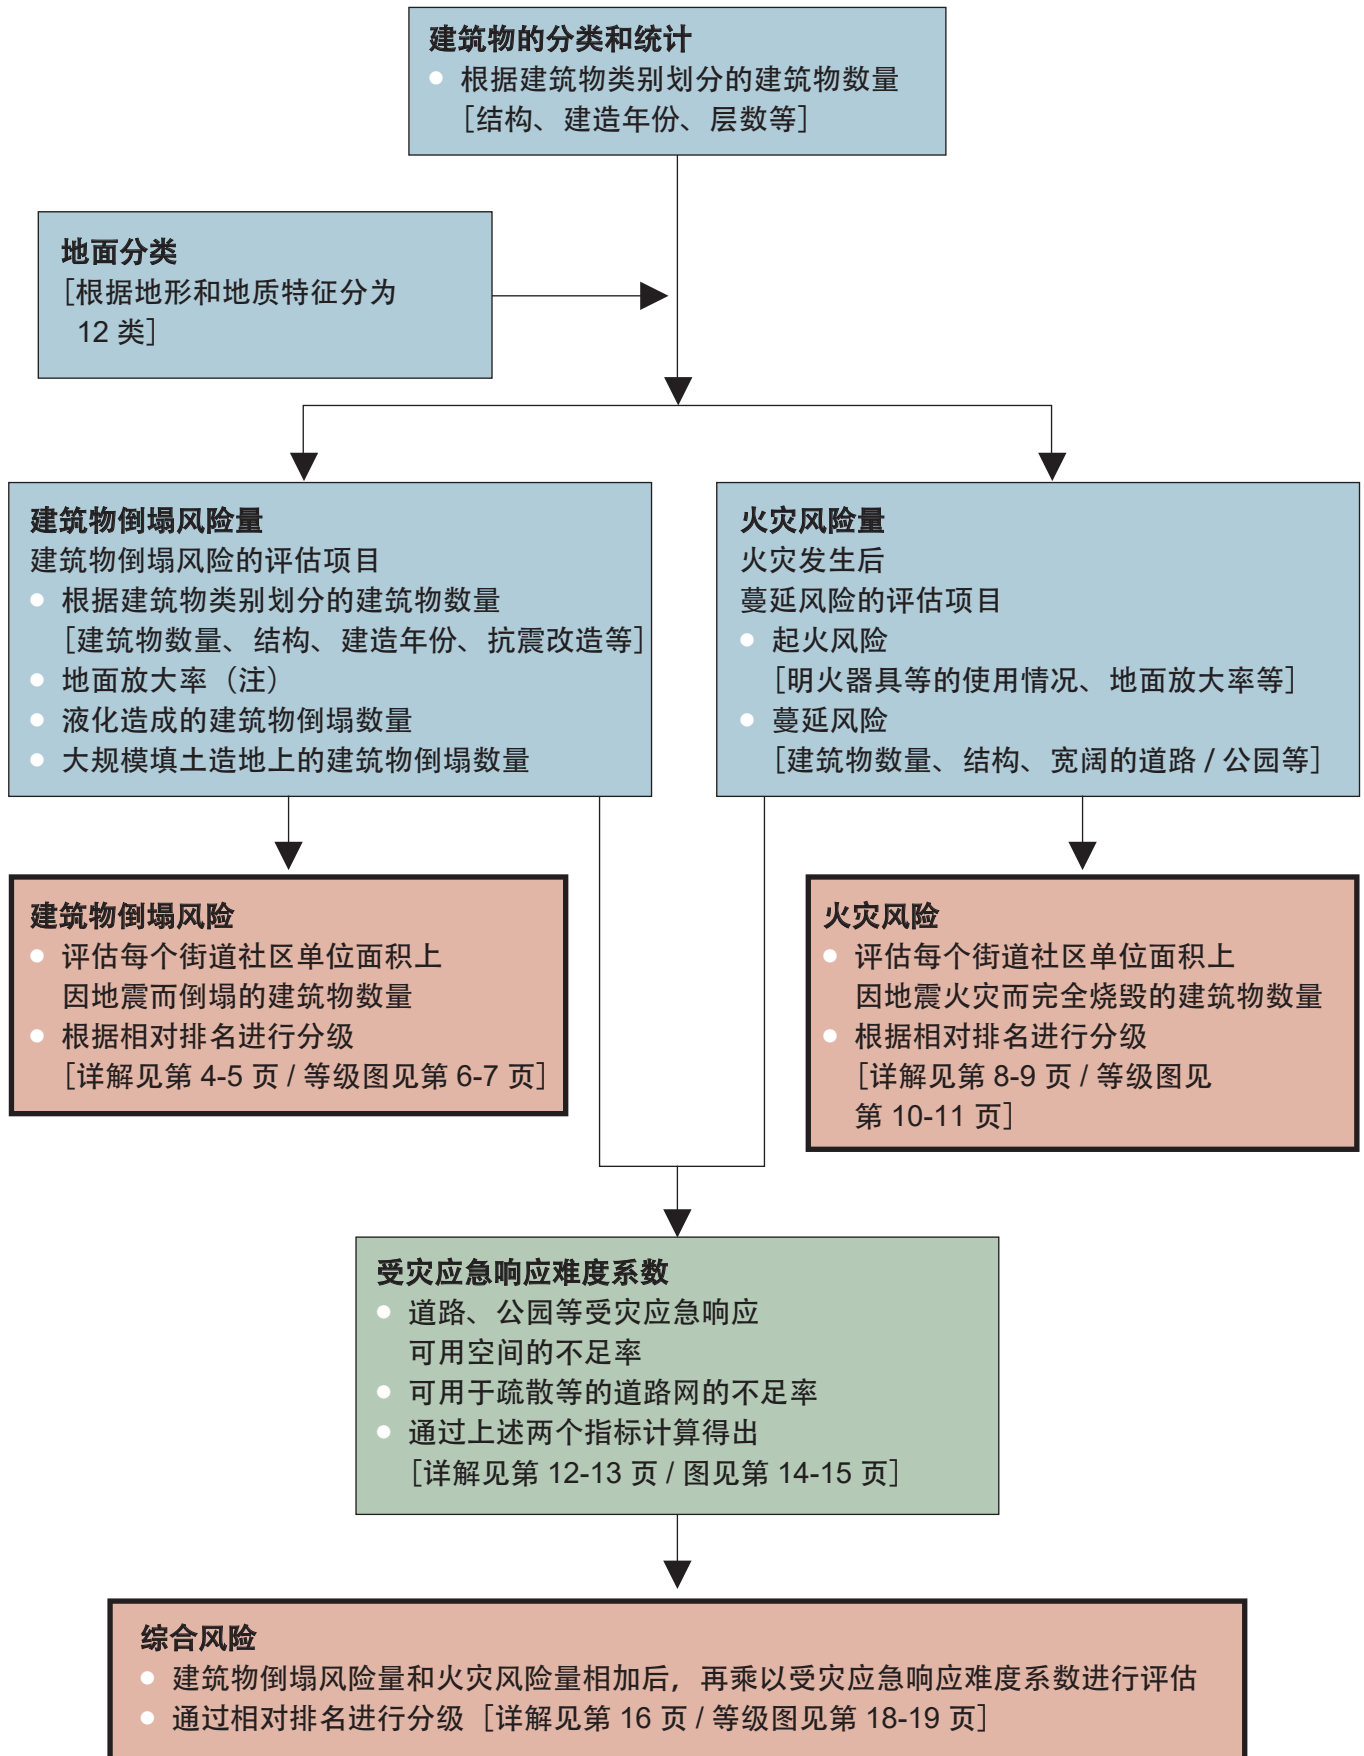 建筑物的分类和统计
● 根据建筑物类别划分的建筑物数量
［结构、建造年份、层数等］
地面分类
［根据地形和地质特征分为
12 类］
建筑物倒塌风险量
建筑物倒塌风险的评估项目
● 根据建筑物类别划分的建筑物数量
［建筑物数量、结构、建造年份、抗震改造等］
● 地面放大率（注）
● 液化造成的建筑物倒塌数量
● 大规模填土造地上的建筑物倒塌数量
火灾风险量
火灾发生后
蔓延风险的评估项目
● 起火风险
［明火器具等的使用情况、地面放大率等］
● 蔓延风险
［建筑物数量、结构、宽阔的道路 / 公园等］
建筑物倒塌风险
● 评估每个街道社区单位面积上
因地震而倒塌的建筑物数量
● 根据相对排名进行分级
［详解见第 4-5 页 / 等级图见第 6-7 页］
火灾风险
● 评估每个街道社区单位面积上
因地震火灾而完全烧毁的建筑物数量
● 根据相对排名进行分级
［详解见第 8-9 页 / 等级图见
第 10-11 页］
受灾应急响应难度系数
● 道路、公园等受灾应急响应
可用空间的不足率
● 可用于疏散等的道路网的不足率
● 通过上述两个指标计算得出
［详解见第 12-13 页 / 图见第 14-15 页］
综合风险
● 建筑物倒塌风险量和火灾风险量相加后，再乘以受灾应急响应难度系数进行评估
● 通过相对排名进行分级［详解见第 16 页 / 等级图见第 18-19 页］